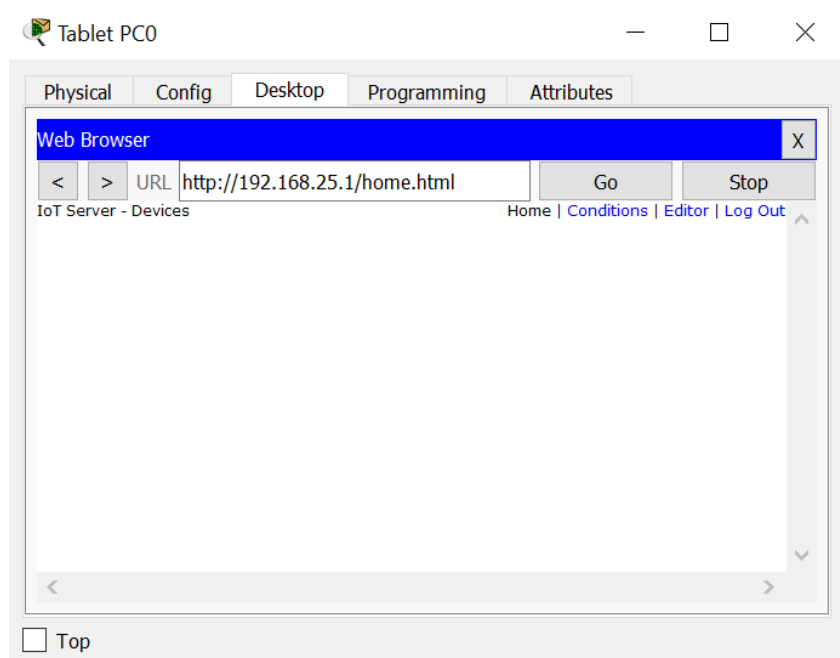 Tablet PC0
Physical Config Desktop Programming Attributes
Web Browser X
< > URL http://192.168.25.1/home.html Go Stop
IoT Server - Devices Home | Conditions | Editor | Log Out
Top